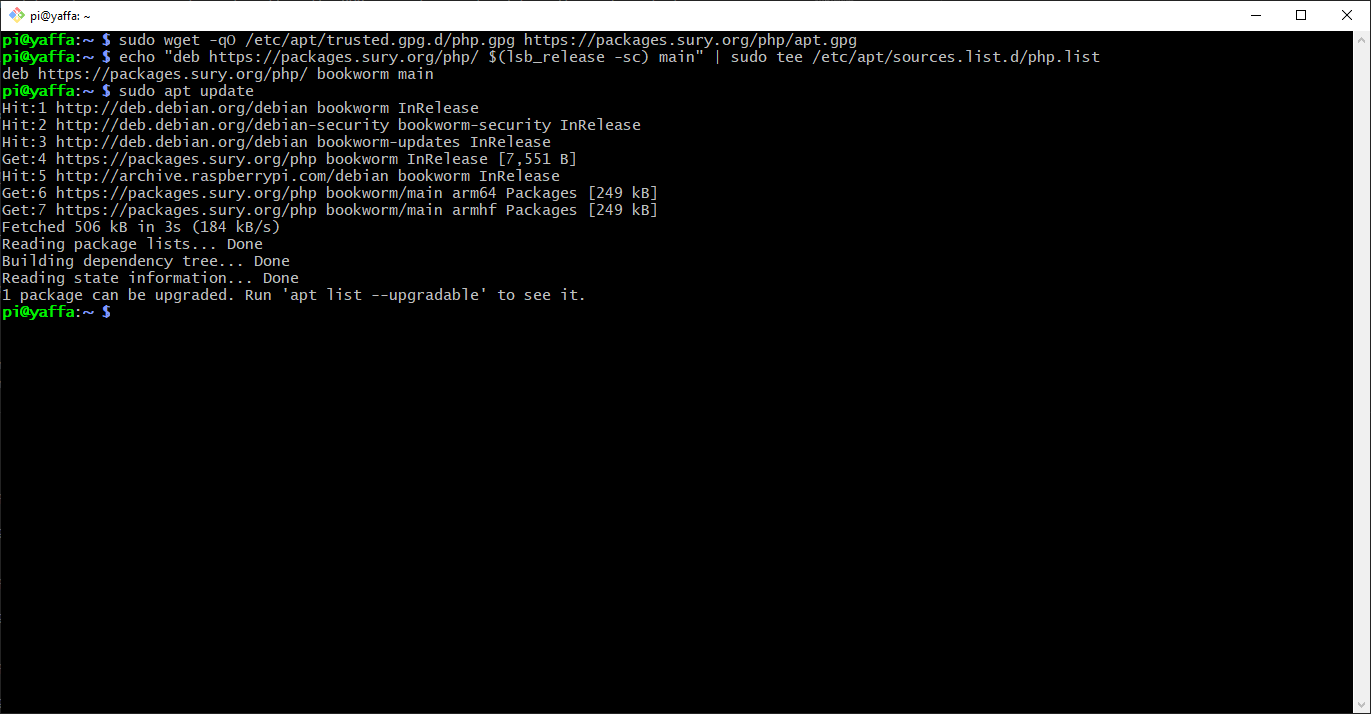 pi@yaffa: ~
pi@yaffa:~ $ sudo wget -qO /etc/apt/trusted.gpg.d/php.gpg https://packages.sury.org/php/apt.gpg
pi@yaffa:~ $ echo "deb https://packages.sury.org/php/ $(lsb_release -sc) main" | sudo tee /etc/apt/sources.list.d/php.list
deb https://packages.sury.org/php/ bookworm main
pi@yaffa:~ $ sudo apt update
Hit:1 http://deb.debian.org/debian bookworm InRelease
Hit:2 http://deb.debian.org/debian-security bookworm-security InRelease
Hit:3 http://deb.debian.org/debian bookworm-updates InRelease
Get:4 https://packages.sury.org/php bookworm InRelease [7,551 B]
Hit:5 http://archive.raspberrypi.com/debian bookworm InRelease
Get:6 https://packages.sury.org/php bookworm/main arm64 Packages [249 kB]
Get:7 https://packages.sury.org/php bookworm/main armhf Packages [249 kB]
Fetched 506 kB in 3s (184 kB/s)
Reading package lists... Done
Building dependency tree... Done
Reading state information... Done
1 package can be upgraded. Run 'apt list --upgradable' to see it.
pi@yaffa:~ $